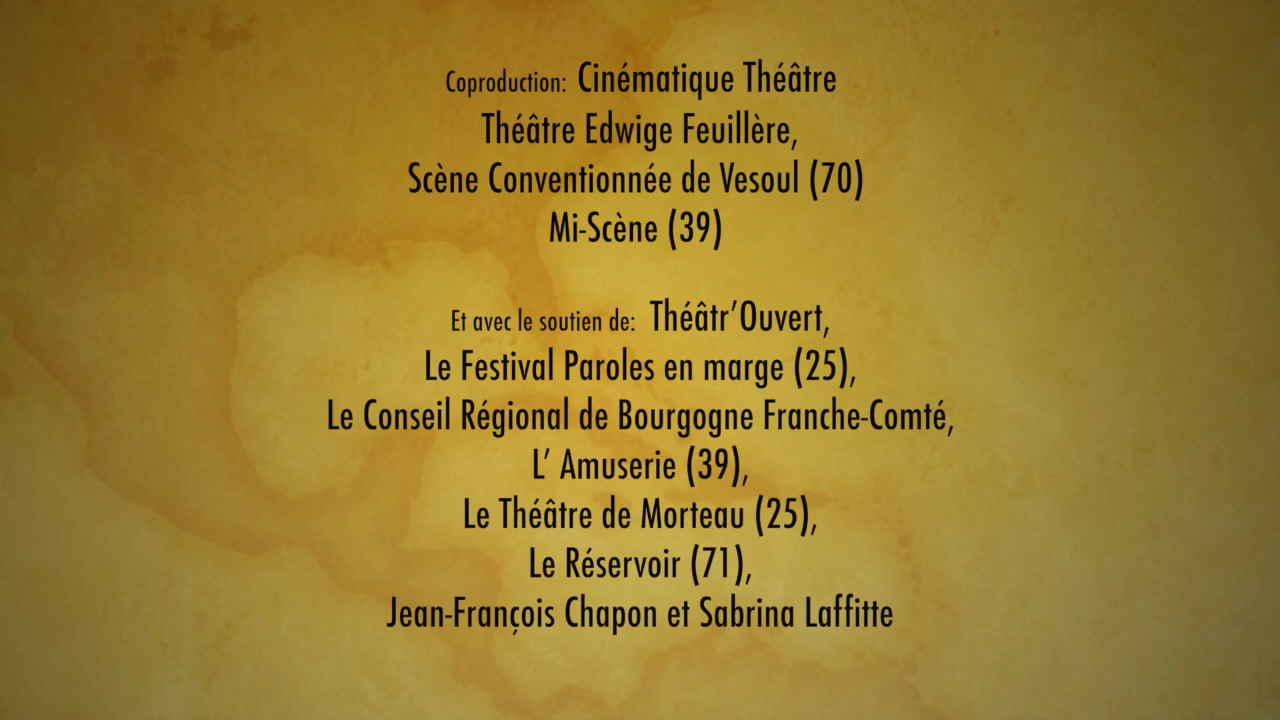 Coproduction: Cinématique Théâtre
Théâtre Edwige Feuillère,
Scène Conventionnée de Vesoul (70)
Mi-Scène (39)
Et avec le soutien de: Théâtr’Ouvert,
Le Festival Paroles en marge (25),
Le Conseil Régional de Bourgogne Franche-Comté,
L’ Amuserie (39),
Le Théâtre de Morteau (25),
Le Réservoir (71),
Jean-François Chapon et Sabrina Laffitte